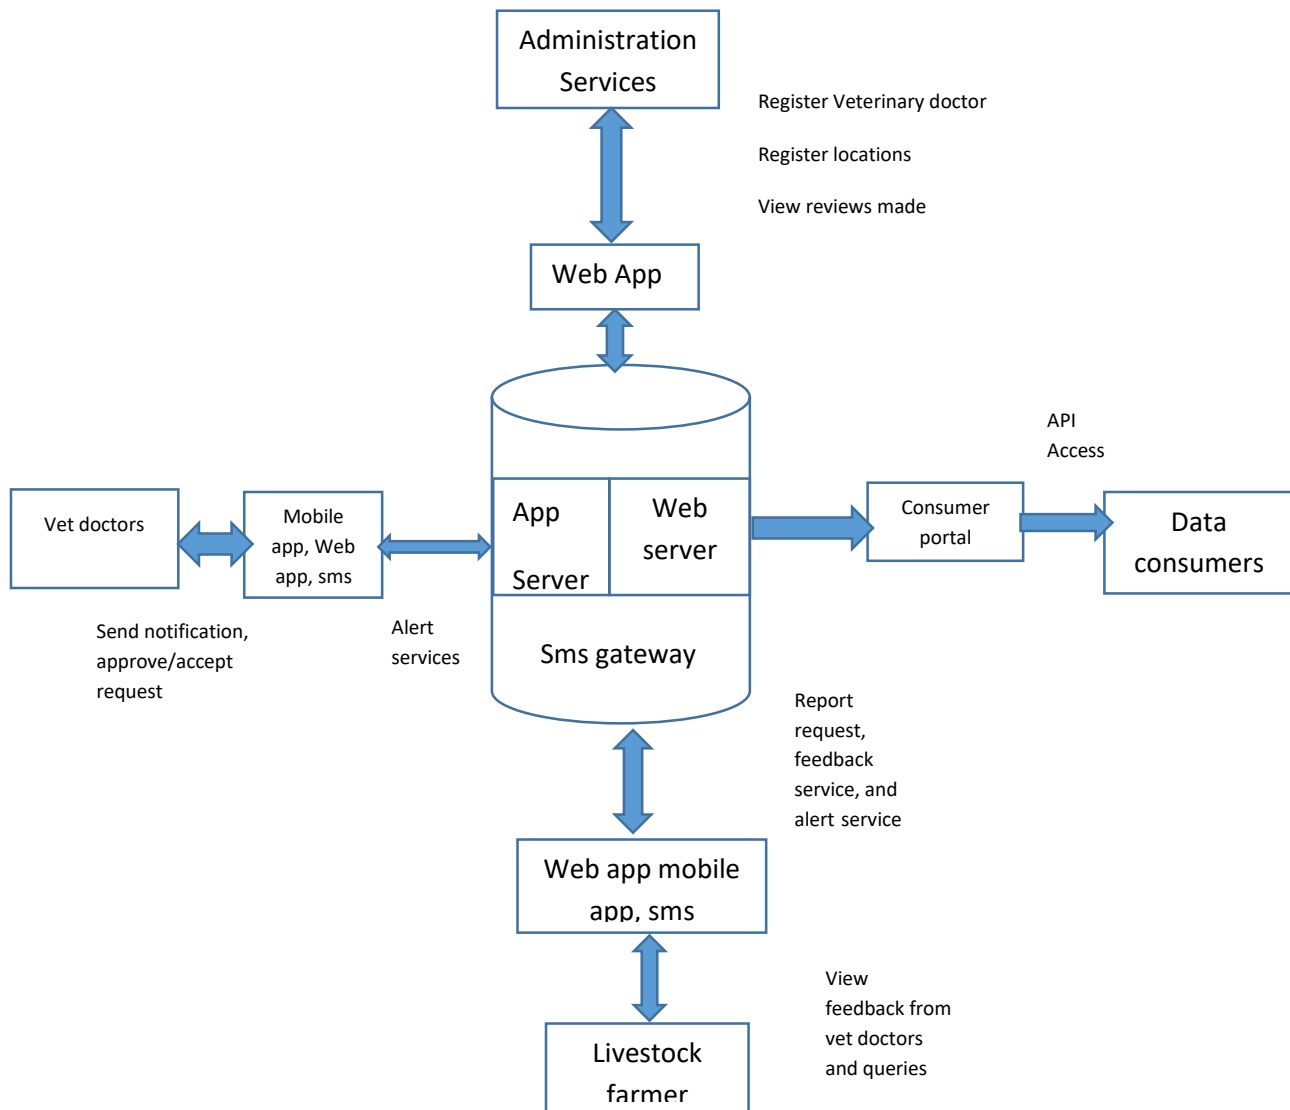 Administration
Services
Register Veterinary doctor
Register locations
View reviews made
Web App
API
Access
Vet doctors
Mobile
app, Web
app, sms
App
Server
Web
server
Consumer
portal
Data
consumers
Send notification,
approve/accept
request
Alert
services
Sms gateway
Report
request,
feedback
service, and
alert service
Web app mobile
app, sms
View
feedback from
vet doctors
and queries
Livestock
farmer